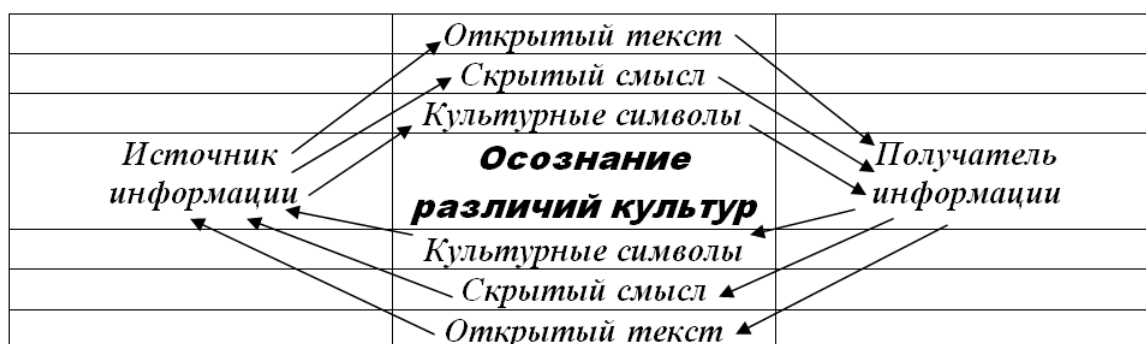 Открытый текст
Скрытый смысл
Культурные символы
Источник
информации
Осознание
различий культур
Получатель
информации
Культурные символы
Скрытый смысл
Открытый текст